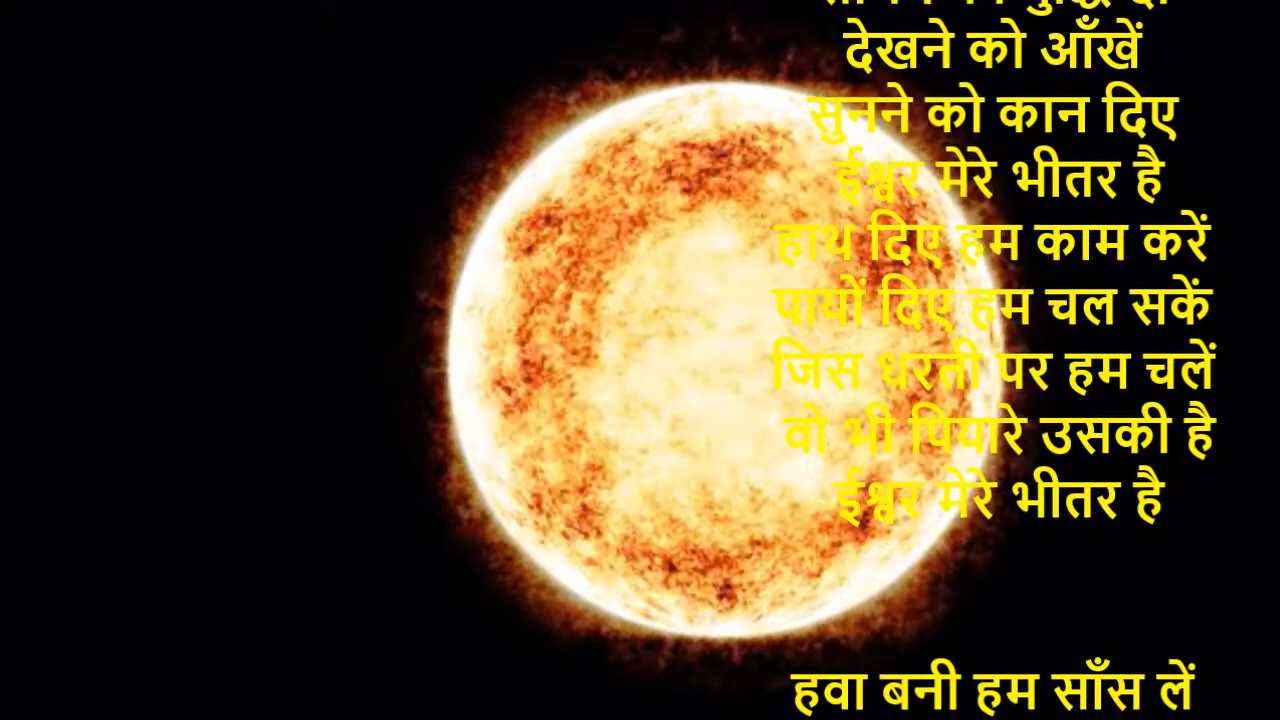 देखने को आँखें
सुनने को कान दिए
ईश्वर मेरे भीतर है
हाथ दिए हम काम करें
पायों दिए हम चल सकें
जिस धरती पर हम चलें
वो भी पियारे उसकी है
ईश्वर मेरे भीतर है
हवा बनी हम साँस लें